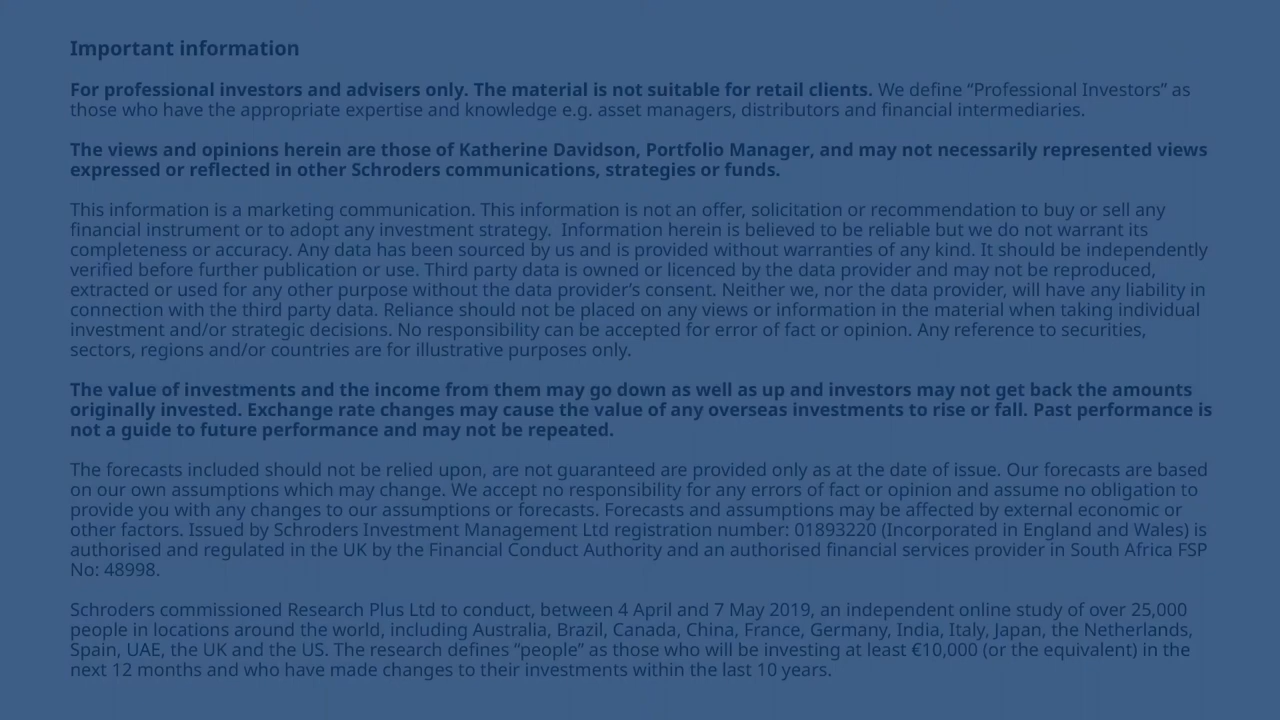 Important information
For professional investors and advisers only. The material is not suitable for retail clients. We define “Professional Investors” as
those who have the appropriate expertise and knowledge e.g. asset managers, distributors and financial intermediaries.
The views and opinions herein are those of Katherine Davidson, Portfolio Manager, and may not necessarily represented views
expressed or reflected in other Schroders communications, strategies or funds.
This information is a marketing communication. This information is not an offer, solicitation or recommendation to buy or sell any
financial instrument or to adopt any investment strategy.  Information herein is believed to be reliable but we do not warrant its
completeness or accuracy. Any data has been sourced by us and is provided without warranties of any kind. It should be independently
verified before further publication or use. Third party data is owned or licenced by the data provider and may not be reproduced,
extracted or used for any other purpose without the data provider’s consent. Neither we, nor the data provider, will have any liability in
connection with the third party data. Reliance should not be placed on any views or information in the material when taking individual
investment and/or strategic decisions. No responsibility can be accepted for error of fact or opinion. Any reference to securities,
sectors, regions and/or countries are for illustrative purposes only.
The value of investments and the income from them may go down as well as up and investors may not get back the amounts
originally invested. Exchange rate changes may cause the value of any overseas investments to rise or fall. Past performance is
not a guide to future performance and may not be repeated.
The forecasts included should not be relied upon, are not guaranteed are provided only as at the date of issue. Our forecasts are based
on our own assumptions which may change. We accept no responsibility for any errors of fact or opinion and assume no obligation to
provide you with any changes to our assumptions or forecasts. Forecasts and assumptions may be affected by external economic or
other factors. Issued by Schroders Investment Management Ltd registration number: 01893220 (Incorporated in England and Wales) is
authorised and regulated in the UK by the Financial Conduct Authority and an authorised financial services provider in South Africa FSP
No: 48998.
Schroders commissioned Research Plus Ltd to conduct, between 4 April and 7 May 2019, an independent online study of over 25,000
people in locations around the world, including Australia, Brazil, Canada, China, France, Germany, India, Italy, Japan, the Netherlands,
Spain, UAE, the UK and the US. The research defines “people” as those who will be investing at least €10,000 (or the equivalent) in the
next 12 months and who have made changes to their investments within the last 10 years.